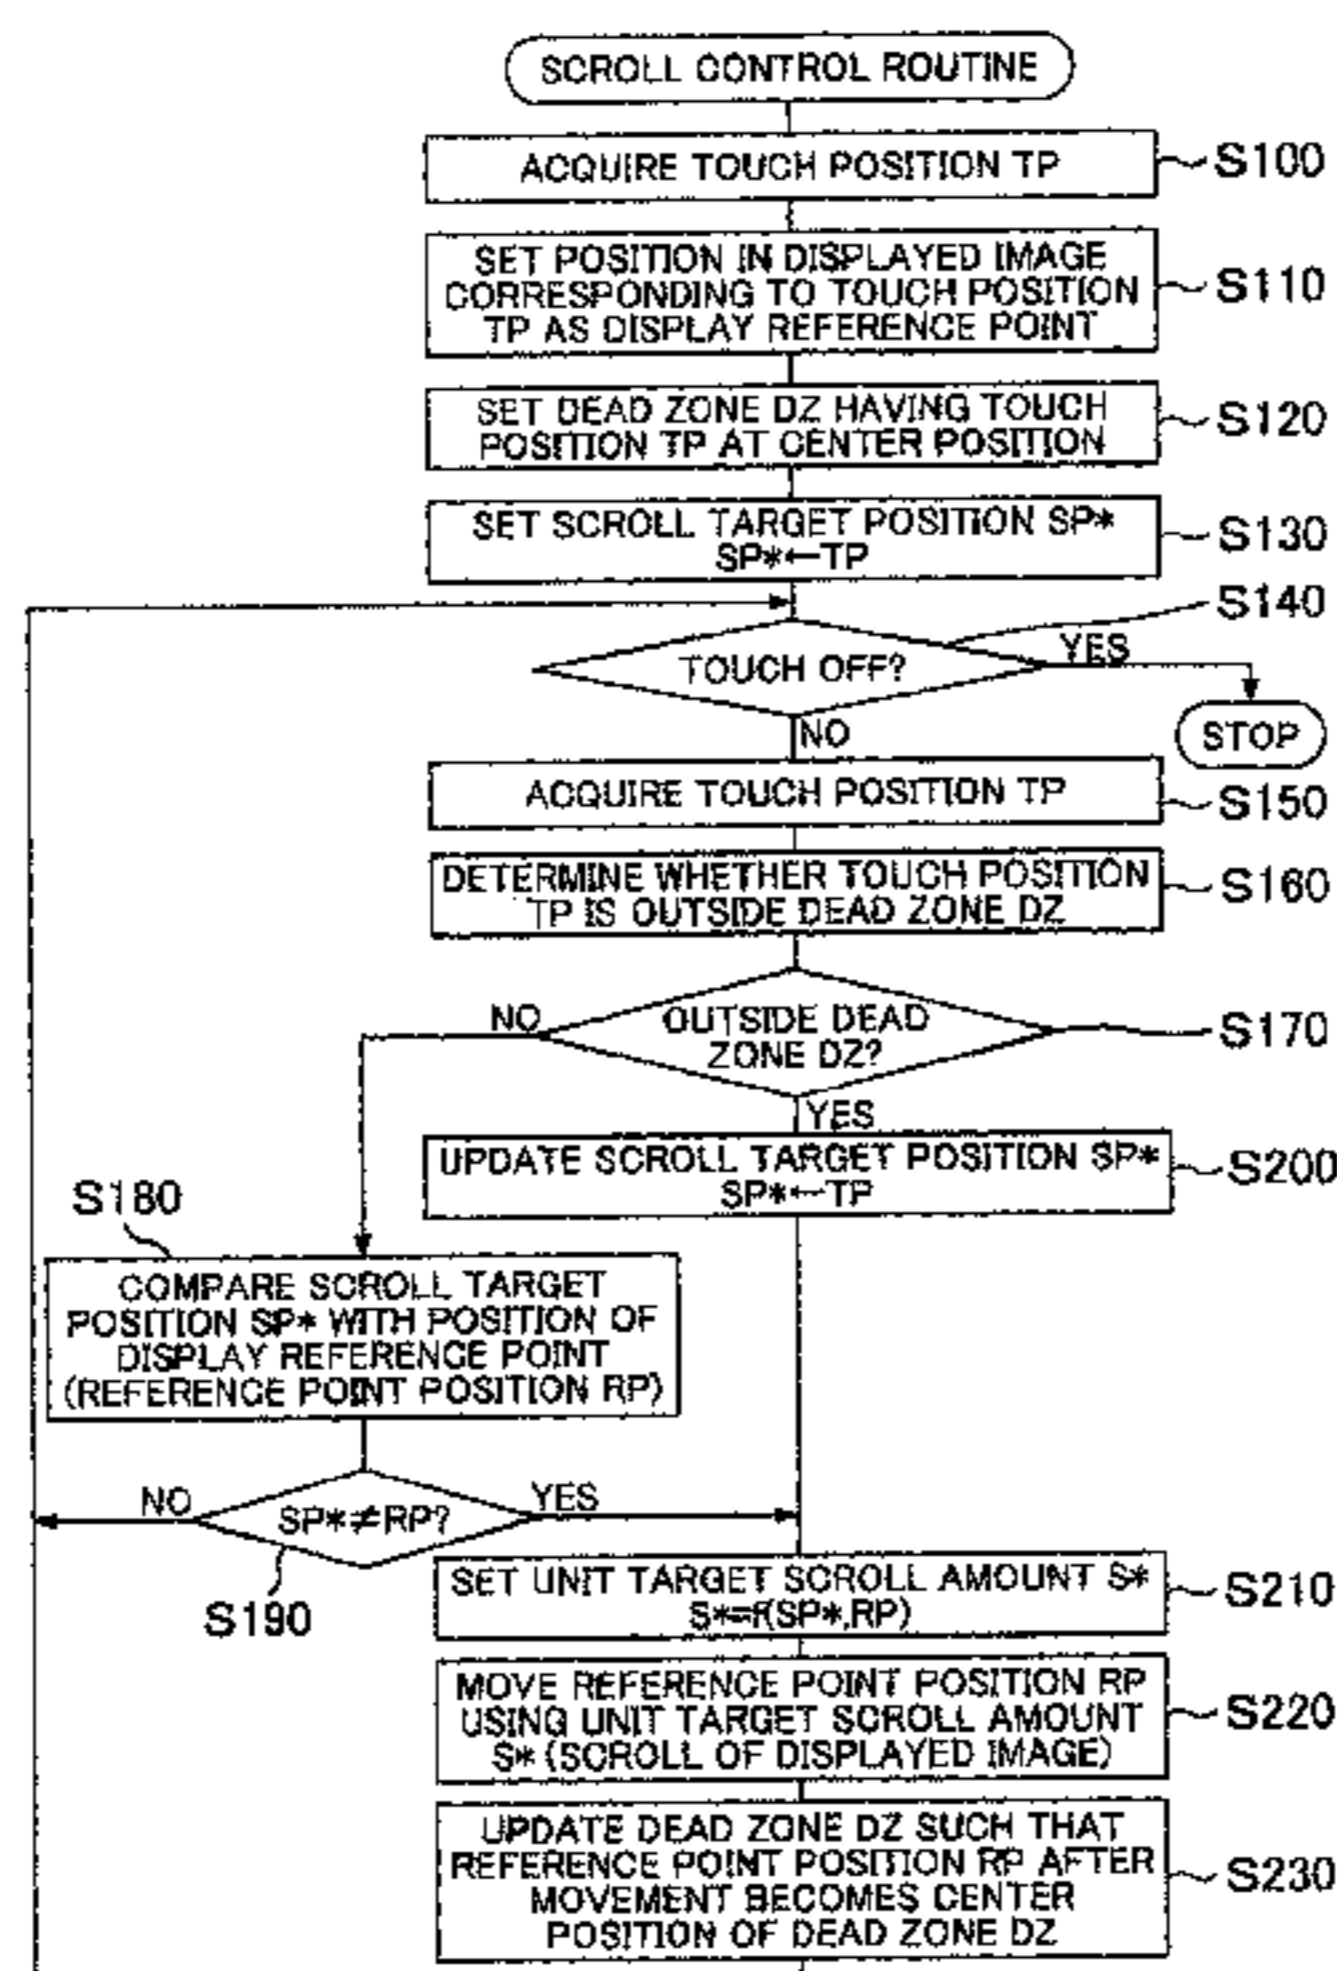 SCROLL CONTROL ROUTINE
ACQUIRE TOUCH POSITION TP
S100
SET POSITION IN DISPLAYED IMAGE
CORRESPONDING TO TOUCH POSITION
TP AS DISPLAY REFERENCE POINT
S110
SET DEAD ZONE DZ HAVING TOUCH
POSITION TP AT CENTER POSITION
S120
SET SCROLL TARGET POSITION SP*
SP*←TP
S130
S140
TOUCH OFF?
YES
STOP
NO
ACQUIRE TOUCH POSITION TP
S150
DETERMINE WHETHER TOUCH POSITION
TP IS OUTSIDE DEAD ZONE DZ
S160
NO
OUTSIDE DEAD
ZONE DZ?
S170
YES
UPDATE SCROLL TARGET POSITION SP*
SP*←TP
S200
S180
COMPARE SCROLL TARGET
POSITION SP* WITH POSITION OF
DISPLAY REFERENCE POINT
(REFERENCE POINT POSITION RP)
NO
SP*≠RP?
YES
S190
SET UNIT TARGET SCROLL AMOUNT S*
S*=f(SP*,RP)
S210
MOVE REFERENCE POINT POSITION RP
USING UNIT TARGET SCROLL AMOUNT
S* (SCROLL OF DISPLAYED IMAGE)
S220
UPDATE DEAD ZONE DZ SUCH THAT
REFERENCE POINT POSITION RP AFTER
MOVEMENT BECOMES CENTER
POSITION OF DEAD ZONE DZ
S230